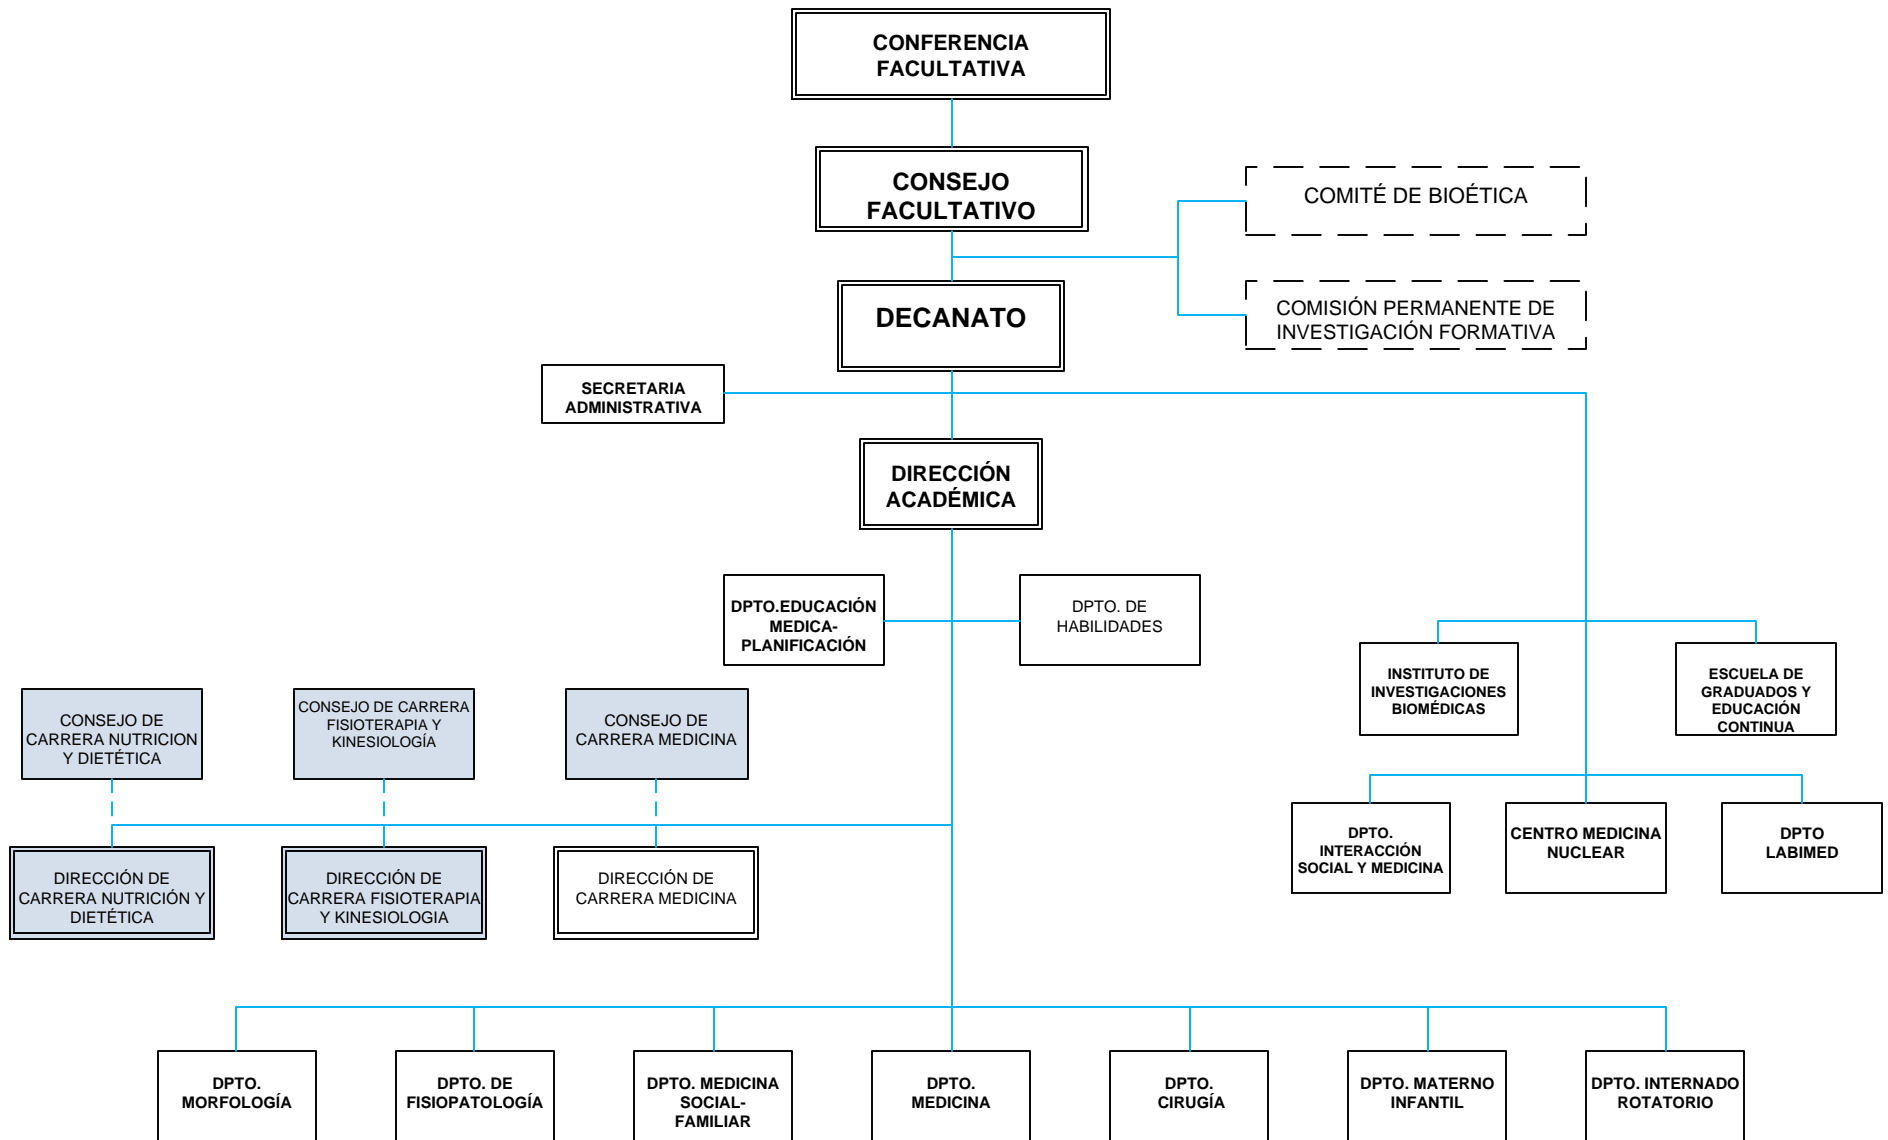 CONFERENCIA
FACULTATIVA
CONSEJO
FACULTATIVO
COMITÉ DE BIOÉTICA
DECANATO
COMISIÓN PERMANENTE DE
INVESTIGACIÓN FORMATIVA
SECRETARIA
ADMINISTRATIVA
DIRECCIÓN
ACADÉMICA
DPTO.EDUCACIÓN
MEDICA-
PLANIFICACIÓN
DPTO. DE
HABILIDADES
INSTITUTO DE
INVESTIGACIONES
BIOMÉDICAS
ESCUELA DE
GRADUADOS Y
EDUCACIÓN
CONTINUA
CONSEJO DE
CARRERA NUTRICION
Y DIETÉTICA
CONSEJO DE CARRERA
FISIOTERAPIA Y
KINESIOLOGÍA
CONSEJO DE
CARRERA MEDICINA
DPTO.
INTERACCIÓN
SOCIAL Y MEDICINA
CENTRO MEDICINA
NUCLEAR
DPTO
LABIMED
DIRECCIÓN DE
CARRERA NUTRICIÓN Y
DIETÉTICA
DIRECCIÓN DE
CARRERA FISIOTERAPIA
Y KINESIOLOGIA
DIRECCIÓN DE
CARRERA MEDICINA
DPTO.
MORFOLOGÍA
DPTO. DE
FISIOPATOLOGÍA
DPTO. MEDICINA
SOCIAL-
FAMILIAR
DPTO.
MEDICINA
DPTO.
CIRUGÍA
DPTO. MATERNO
INFANTIL
DPTO. INTERNADO
ROTATORIO